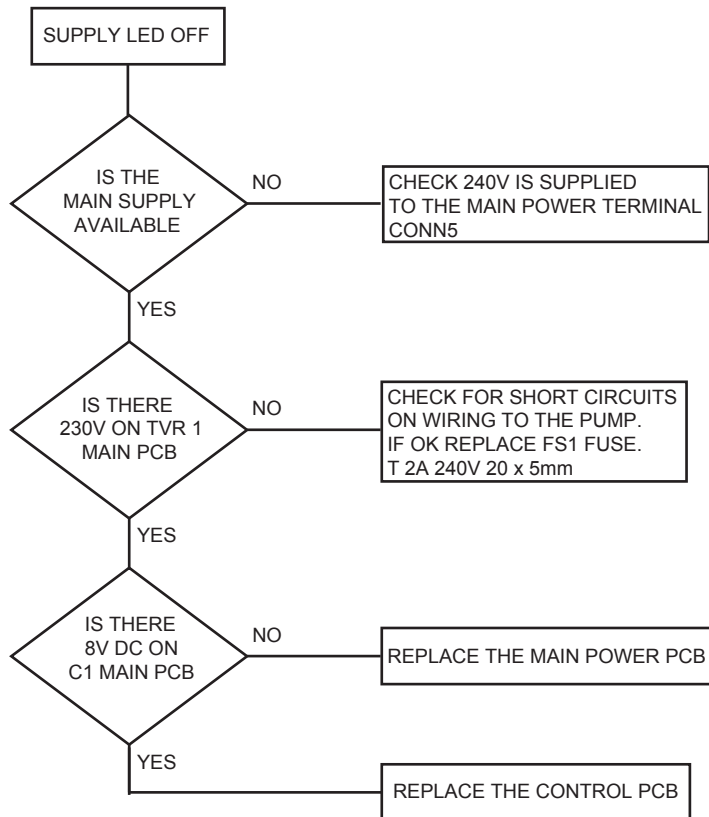 SUPPLY LED OFF
IS THE
MAIN SUPPLY
AVAILABLE
NO
CHECK 240V IS SUPPLIED
TO THE MAIN POWER TERMINAL
CONN5
YES
IS THERE
230V ON TVR 1
MAIN PCB
NO
CHECK FOR SHORT CIRCUITS
ON WIRING TO THE PUMP.
IF OK REPLACE FS1 FUSE.
T 2A 240V 20 x 5mm
YES
IS THERE
8V DC ON
C1 MAIN PCB
NO
REPLACE THE MAIN POWER PCB
YES
REPLACE THE CONTROL PCB